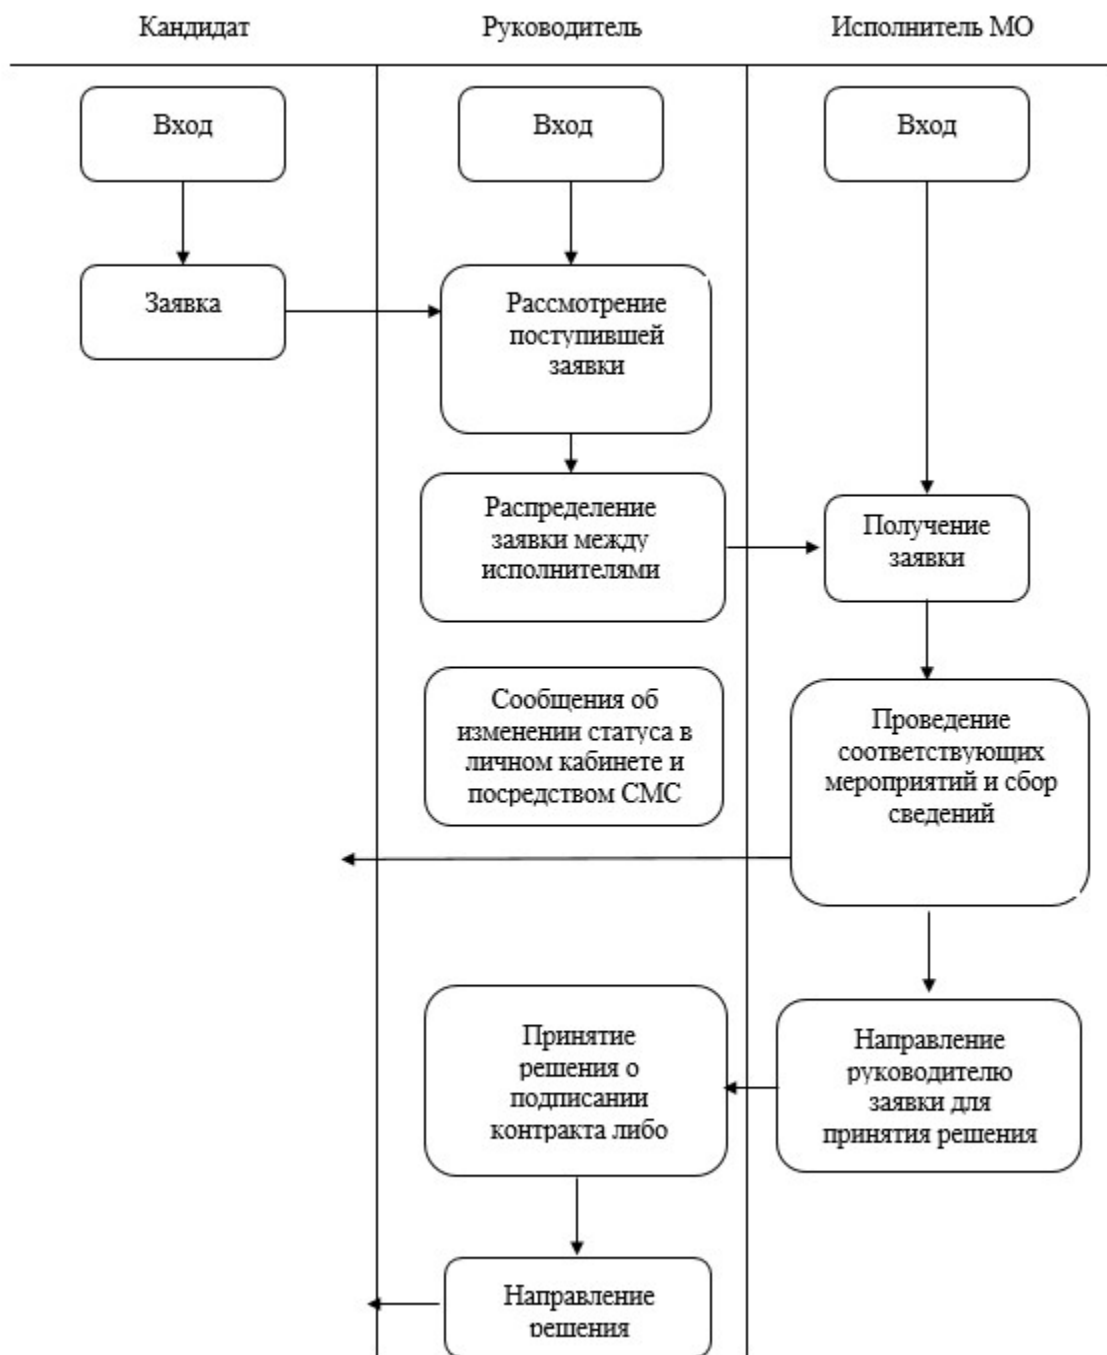 Кандидат
Руководитель
Исполнитель МО
Вход
Вход
Вход
Заявка
Рассмотрение
поступившей
заявки
Распределение
заявки между
исполнителями
Получение
заявки
Сообщения об
изменении статуса в
личном кабинете и
посредством СМС
Проведение
соответствующих
мероприятий и сбор
сведений
Принятие
решения о
подписании
контракта либо
Направление
руководителю
заявки для
принятия решения
Направление
решения